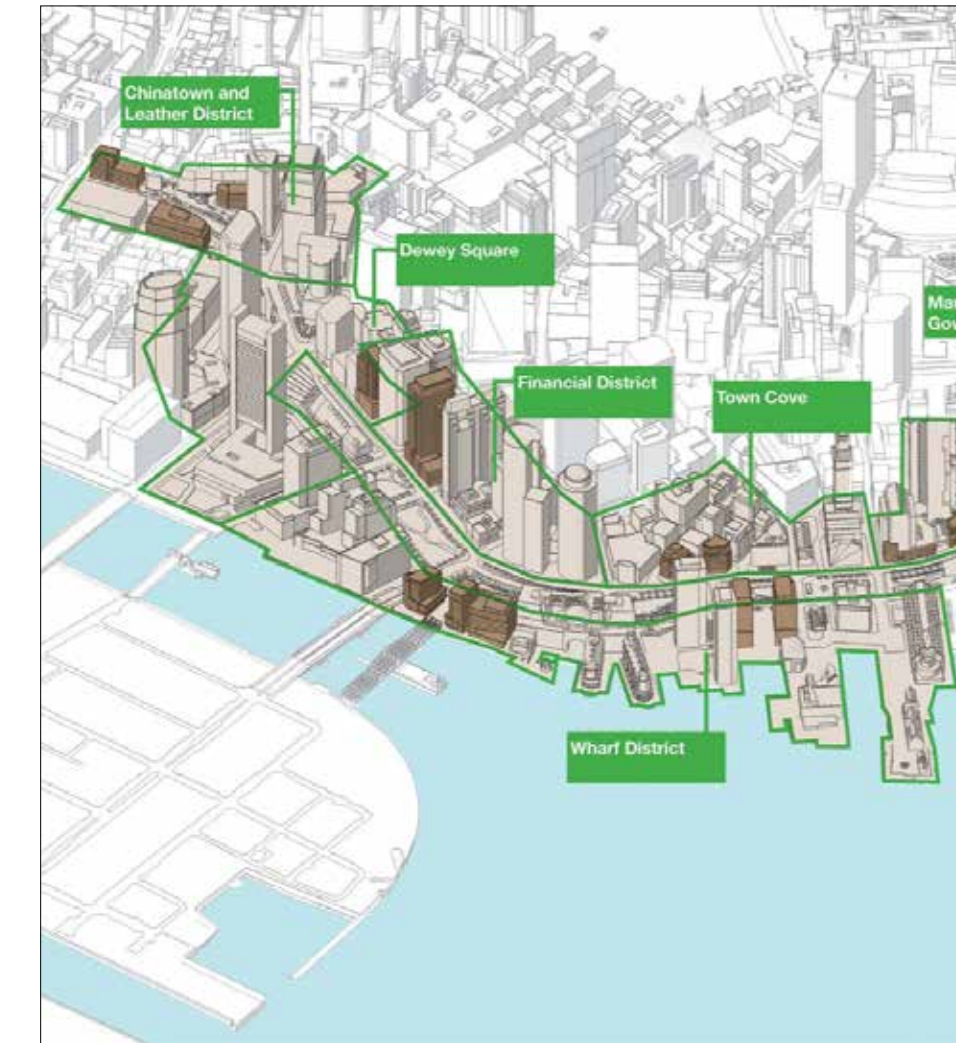 Chinatown and
Leather District
Dewey Square
Financial District
Town Cove
Wharf District